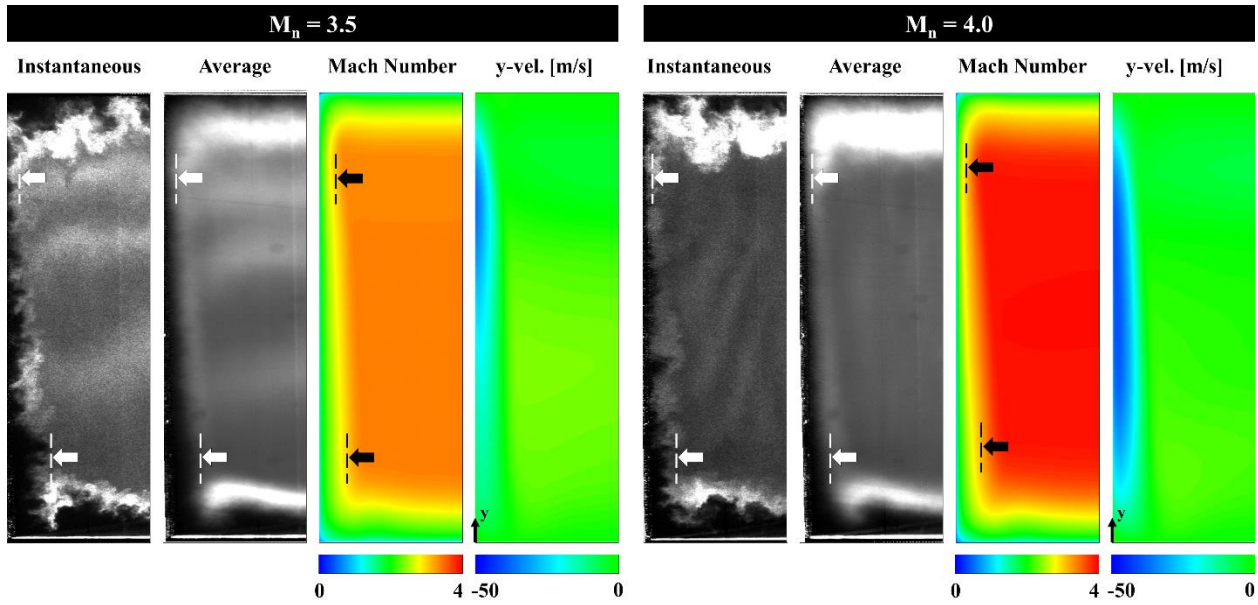 M_n = 3.5
Instantaneous Average Mach Number y-vel. [m/s]
y
0 4 -50 0
M_n = 4.0
Instantaneous Average Mach Number y-vel. [m/s]
y
0 4 -50 0